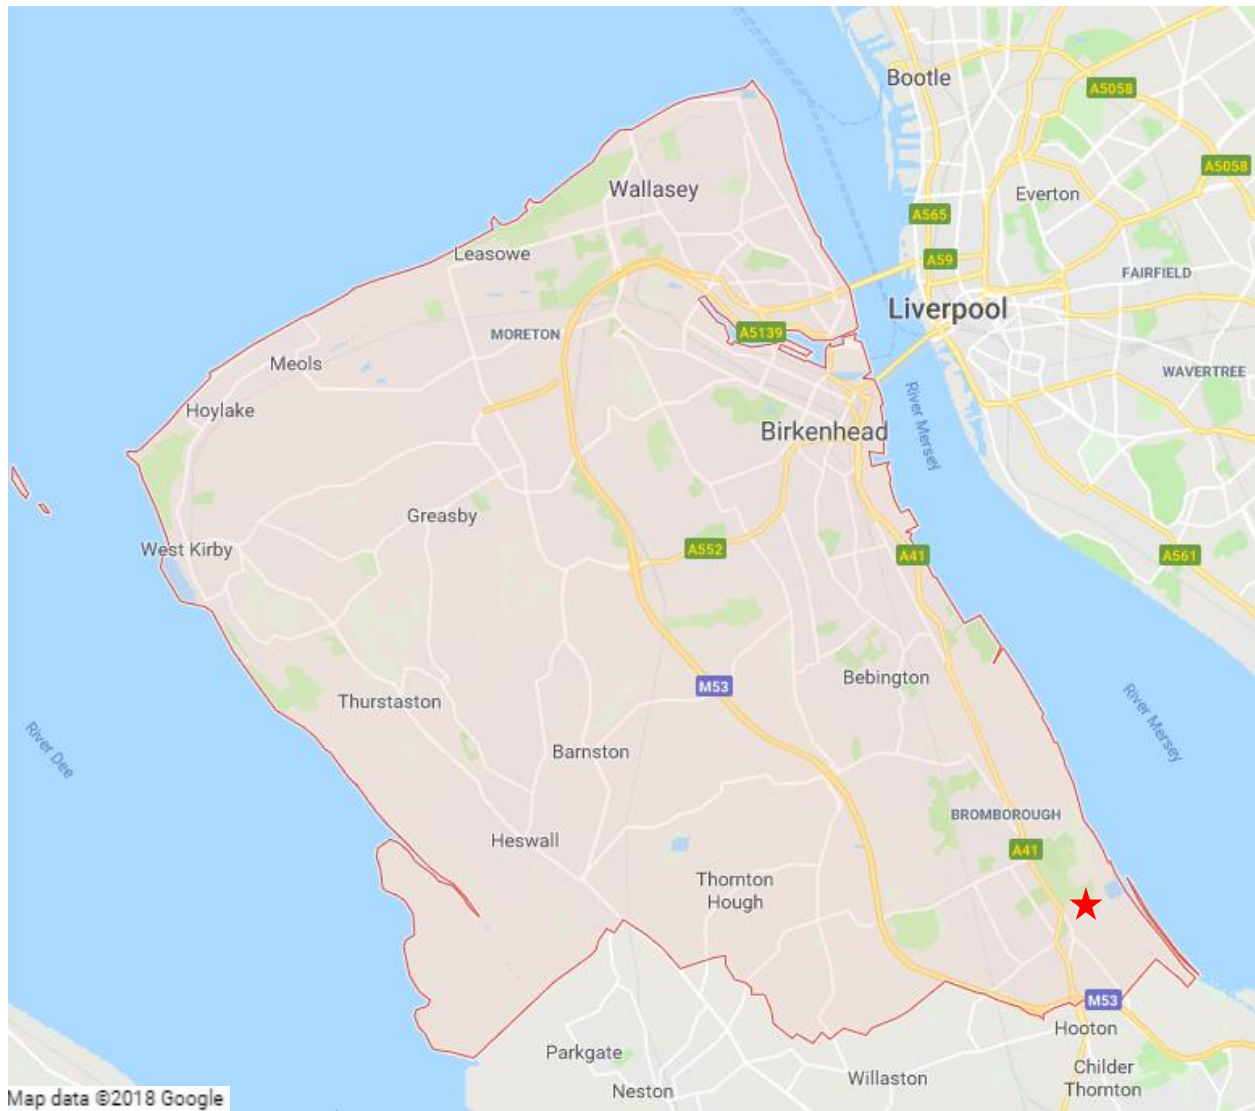 Bootle
A5058
A5058
Wallasey
Everton
A565
Leasowe
A59
FAIRFIELD
Liverpool
MORETON
A5139
Meols
WAVERTREE
Hoylake
River Mersey
Birkenhead
Greasby
West Kirby
A552
A41
A561
Bebington
M53
Thurstaston
River Mersey
River Dee
Barnston
BROMBOROUGH
Heswall
A41
Thornton
Hough
M53
Hooton
Parkgate
Childer
Thornton
Willaston
Neston
Map data ©2018 Google